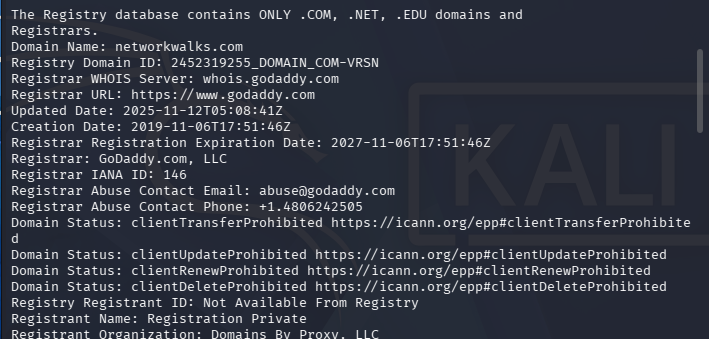 The Registry database contains ONLY .COM, .NET, .EDU domains and
Registrars.
Domain Name: networkwalks.com
Registry Domain ID: 2452319255_DOMAIN_COM-VRSN
Registrar WHOIS Server: whois.godaddy.com
Registrar URL: https://www.godaddy.com
Updated Date: 2025-11-12T05:08:41Z
Creation Date: 2019-11-06T17:51:46Z
Registrar Registration Expiration Date: 2027-11-06T17:51:46Z
Registrar: GoDaddy.com, LLC
Registrar IANA ID: 146
Registrar Abuse Contact Email: abuse@godaddy.com
Registrar Abuse Contact Phone: +1.4806242505
Domain Status: clientTransferProhibited https://icann.org/epp#clientTransferProhibite
d
Domain Status: clientUpdateProhibited https://icann.org/epp#clientUpdateProhibited
Domain Status: clientRenewProhibited https://icann.org/epp#clientRenewProhibited
Domain Status: clientDeleteProhibited https://icann.org/epp#clientDeleteProhibited
Registry Registrant ID: Not Available From Registry
Registrant Name: Registration Private
Registrant Organization: Domains By Proxy, LLC
KALI